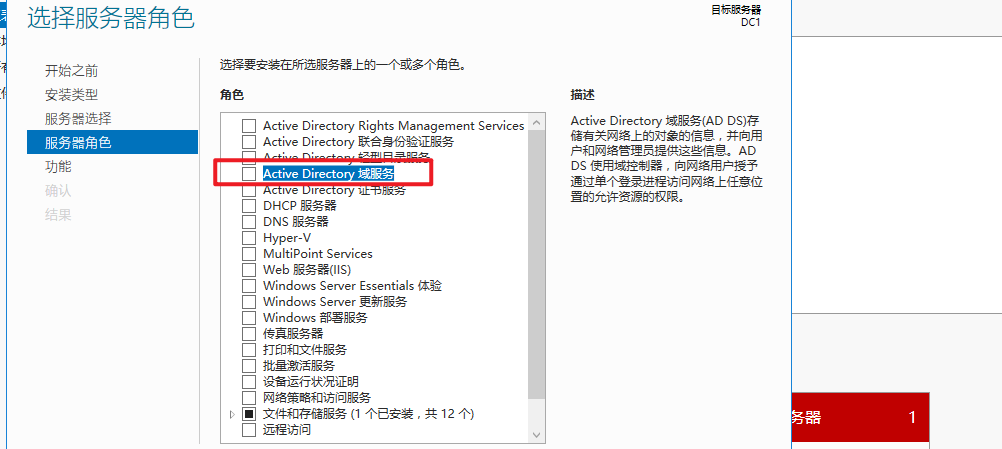 选择服务器角色
目标服务器
DC1
开始之前
安装类型
服务器选择
服务器角色
功能
确认
结果
选择要安装在所选服务器上的一个或多个角色。
角色
Active Directory Rights Management Services
Active Directory 联合身份验证服务
Active Directory 轻型目录服务
Active Directory 域服务
Active Directory 证书服务
DHCP 服务器
DNS 服务器
Hyper-V
MultiPoint Services
Web 服务器(IIS)
Windows Server Essentials 体验
Windows Server 更新服务
Windows 部署服务
传真服务器
打印和文件服务
批量激活服务
设备运行状况证明
网络策略和访问服务
文件和存储服务 (1 个已安装，共 12 个)
远程访问
描述
Active Directory 域服务(AD DS)存
储有关网络上的对象的信息，并向用
户和网络管理员提供这些信息。AD
DS 使用域控制器，向网络用户授予
通过单个登录进程访问网络上任意位
置的允许资源的权限。
务器 1